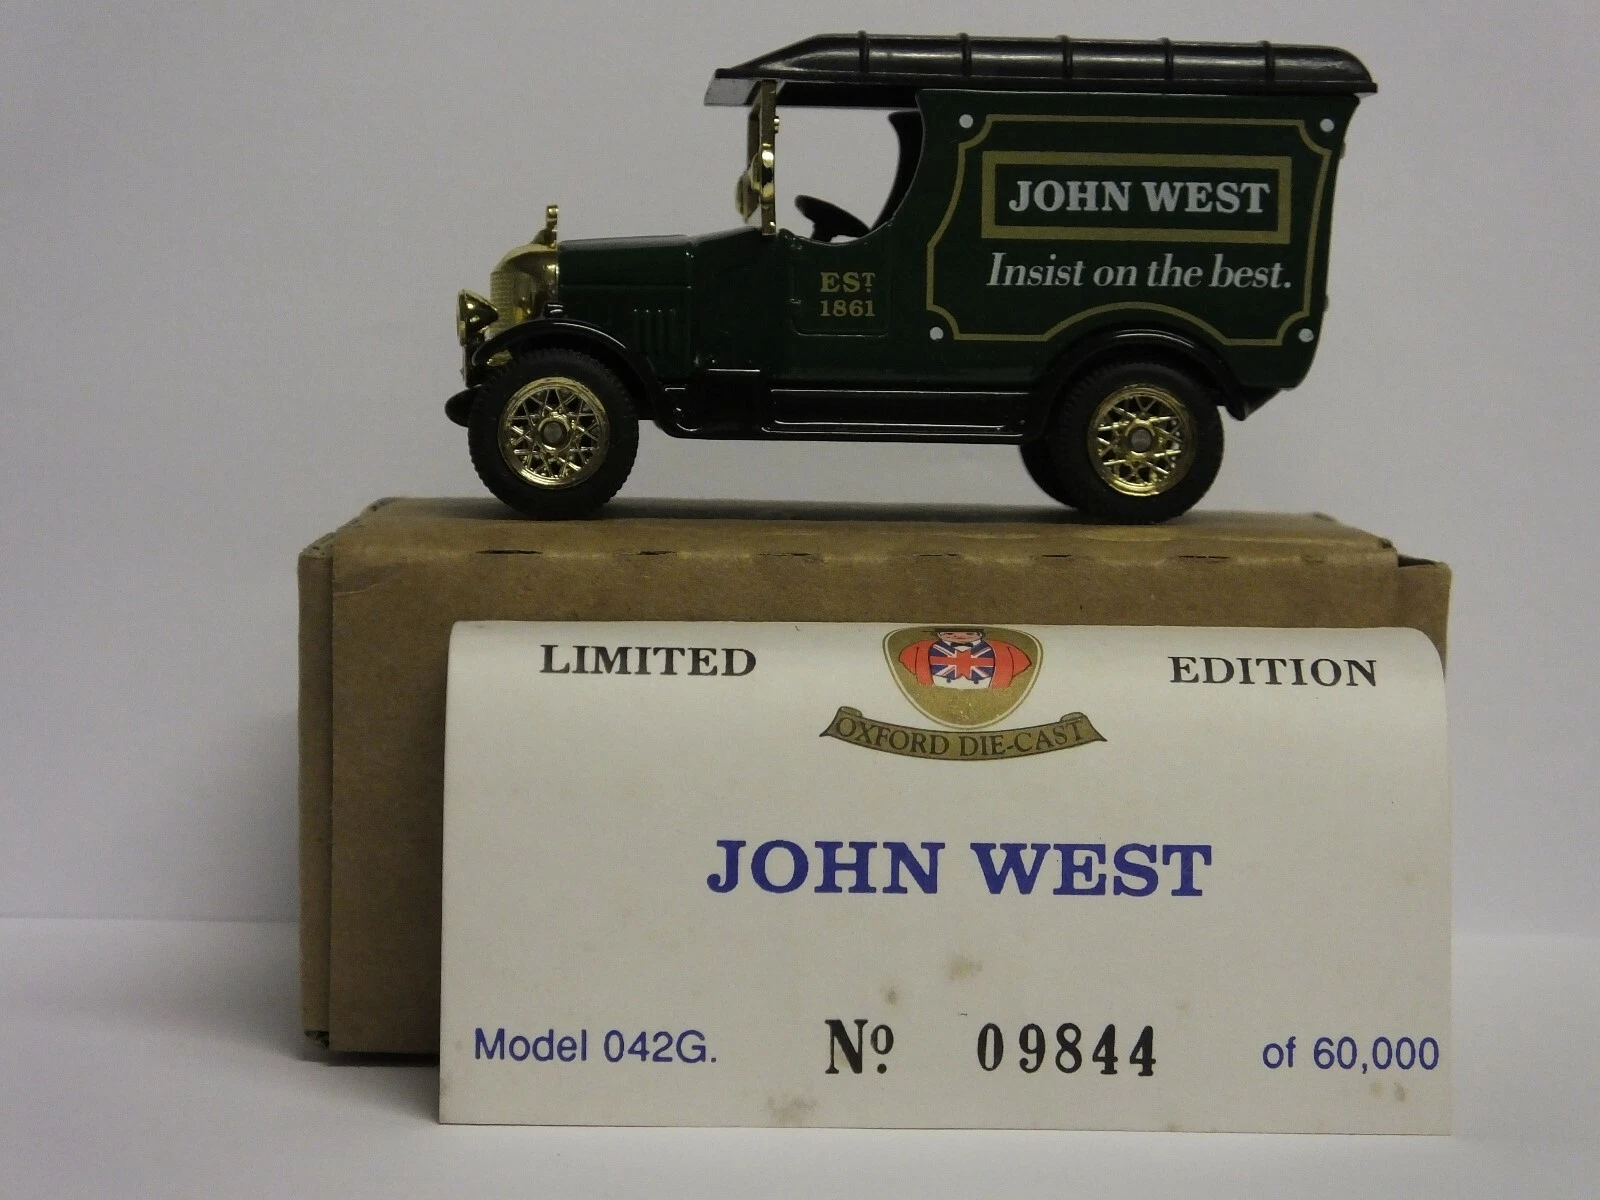 JOHN WEST
Insist on the best.
EST.
1861
LIMITED EDITION
OXFORD DIE-CAST
JOHN WEST
Model 042G. Nº. 09844 of 60,000